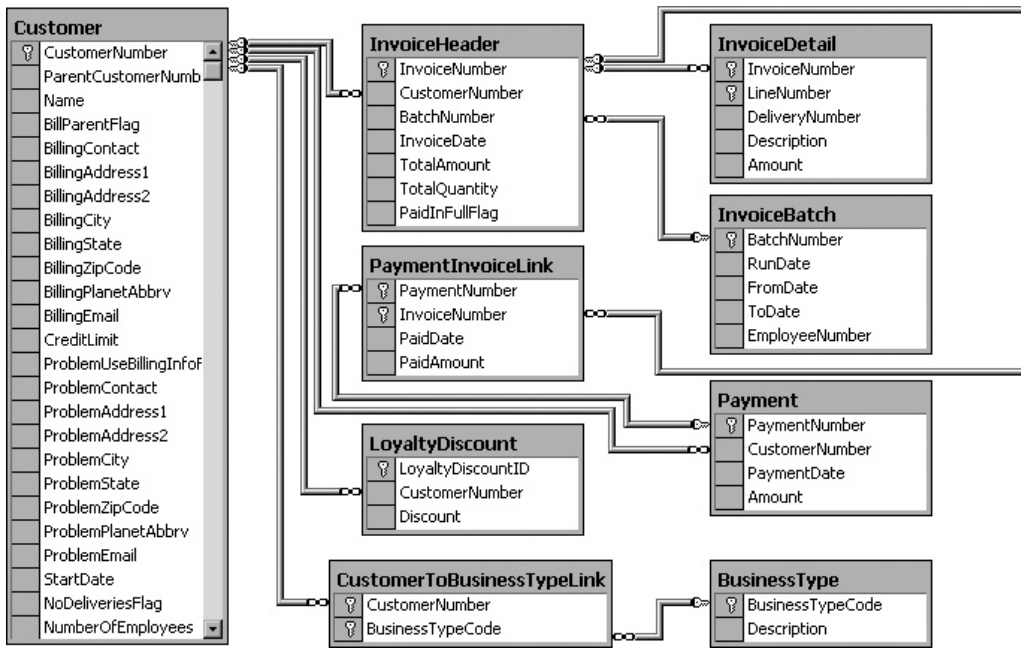 Customer
CustomerNumber
ParentCustomerNumb
Name
BillParentFlag
BillingContact
BillingAddress1
BillingAddress2
BillingCity
BillingState
BillingZipCode
BillingPlanetAbbrv
BillingEmail
CreditLimit
ProblemUseBillingInfoF
ProblemContact
ProblemAddress1
ProblemAddress2
ProblemCity
ProblemState
ProblemZipCode
ProblemPlanetAbbrv
ProblemEmail
StartDate
NoDeliveriesFlag
NumberOfEmployees
InvoiceHeader
InvoiceNumber
CustomerNumber
BatchNumber
InvoiceDate
TotalAmount
TotalQuantity
PaidInFullFlag
InvoiceDetail
InvoiceNumber
LineNumber
DeliveryNumber
Description
Amount
InvoiceBatch
BatchNumber
RunDate
FromDate
ToDate
EmployeeNumber
PaymentInvoiceLink
PaymentNumber
InvoiceNumber
PaidDate
PaidAmount
Payment
PaymentNumber
CustomerNumber
PaymentDate
Amount
LoyaltyDiscount
LoyaltyDiscountID
CustomerNumber
Discount
CustomerToBusinessTypeLink
CustomerNumber
BusinessTypeCode
BusinessType
BusinessTypeCode
Description